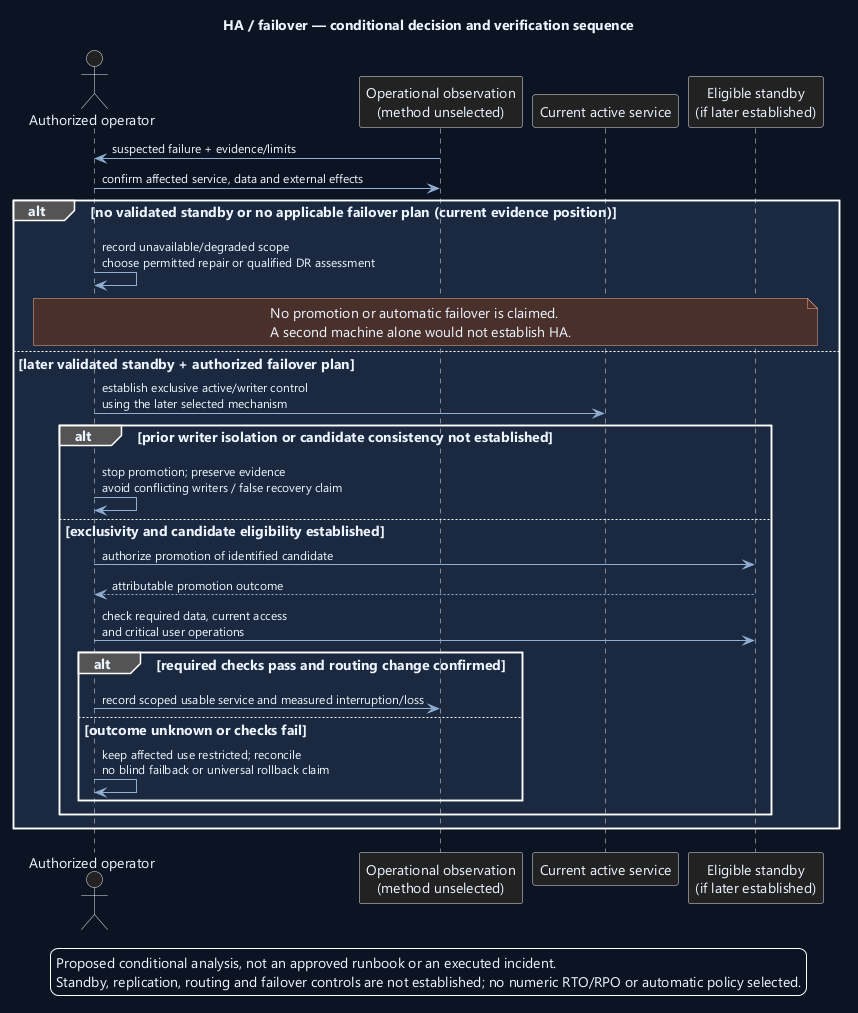 HA / failover — conditional decision and verification sequence
Authorized operator
Operational observation
(method unselected)
Current active service
Eligible standby
(if later established)
suspected failure + evidence/limits
confirm affected service, data and external effects
alt
[no validated standby or no applicable failover plan (current evidence position)]
record unavailable/degraded scope
choose permitted repair or qualified DR assessment
No promotion or automatic failover is claimed.
A second machine alone would not establish HA.
[later validated standby + authorized failover plan]
establish exclusive active/writer control
using the later selected mechanism
alt
[prior writer isolation or candidate consistency not established]
stop promotion; preserve evidence
avoid conflicting writers / false recovery claim
[exclusivity and candidate eligibility established]
authorize promotion of identified candidate
attributable promotion outcome
check required data, current access
and critical user operations
alt
[required checks pass and routing change confirmed]
record scoped usable service and measured interruption/loss
[outcome unknown or checks fail]
keep affected use restricted; reconcile
no blind failback or universal rollback claim
Authorized operator
Operational observation
(method unselected)
Current active service
Eligible standby
(if later established)
Proposed conditional analysis, not an approved runbook or an executed incident.
Standby, replication, routing and failover controls are not established; no numeric RTO/RPO or automatic policy selected.